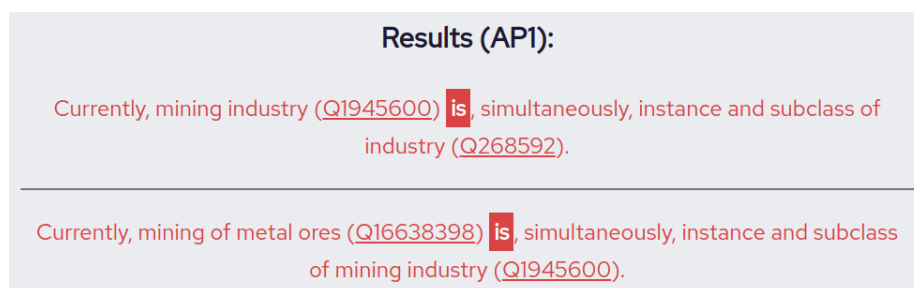 Results (AP1):
Currently, mining industry (Q1945600) is, simultaneously, instance and subclass of
industry (Q268592).
Currently, mining of metal ores (Q16638398) is, simultaneously, instance and subclass
of mining industry (Q1945600).